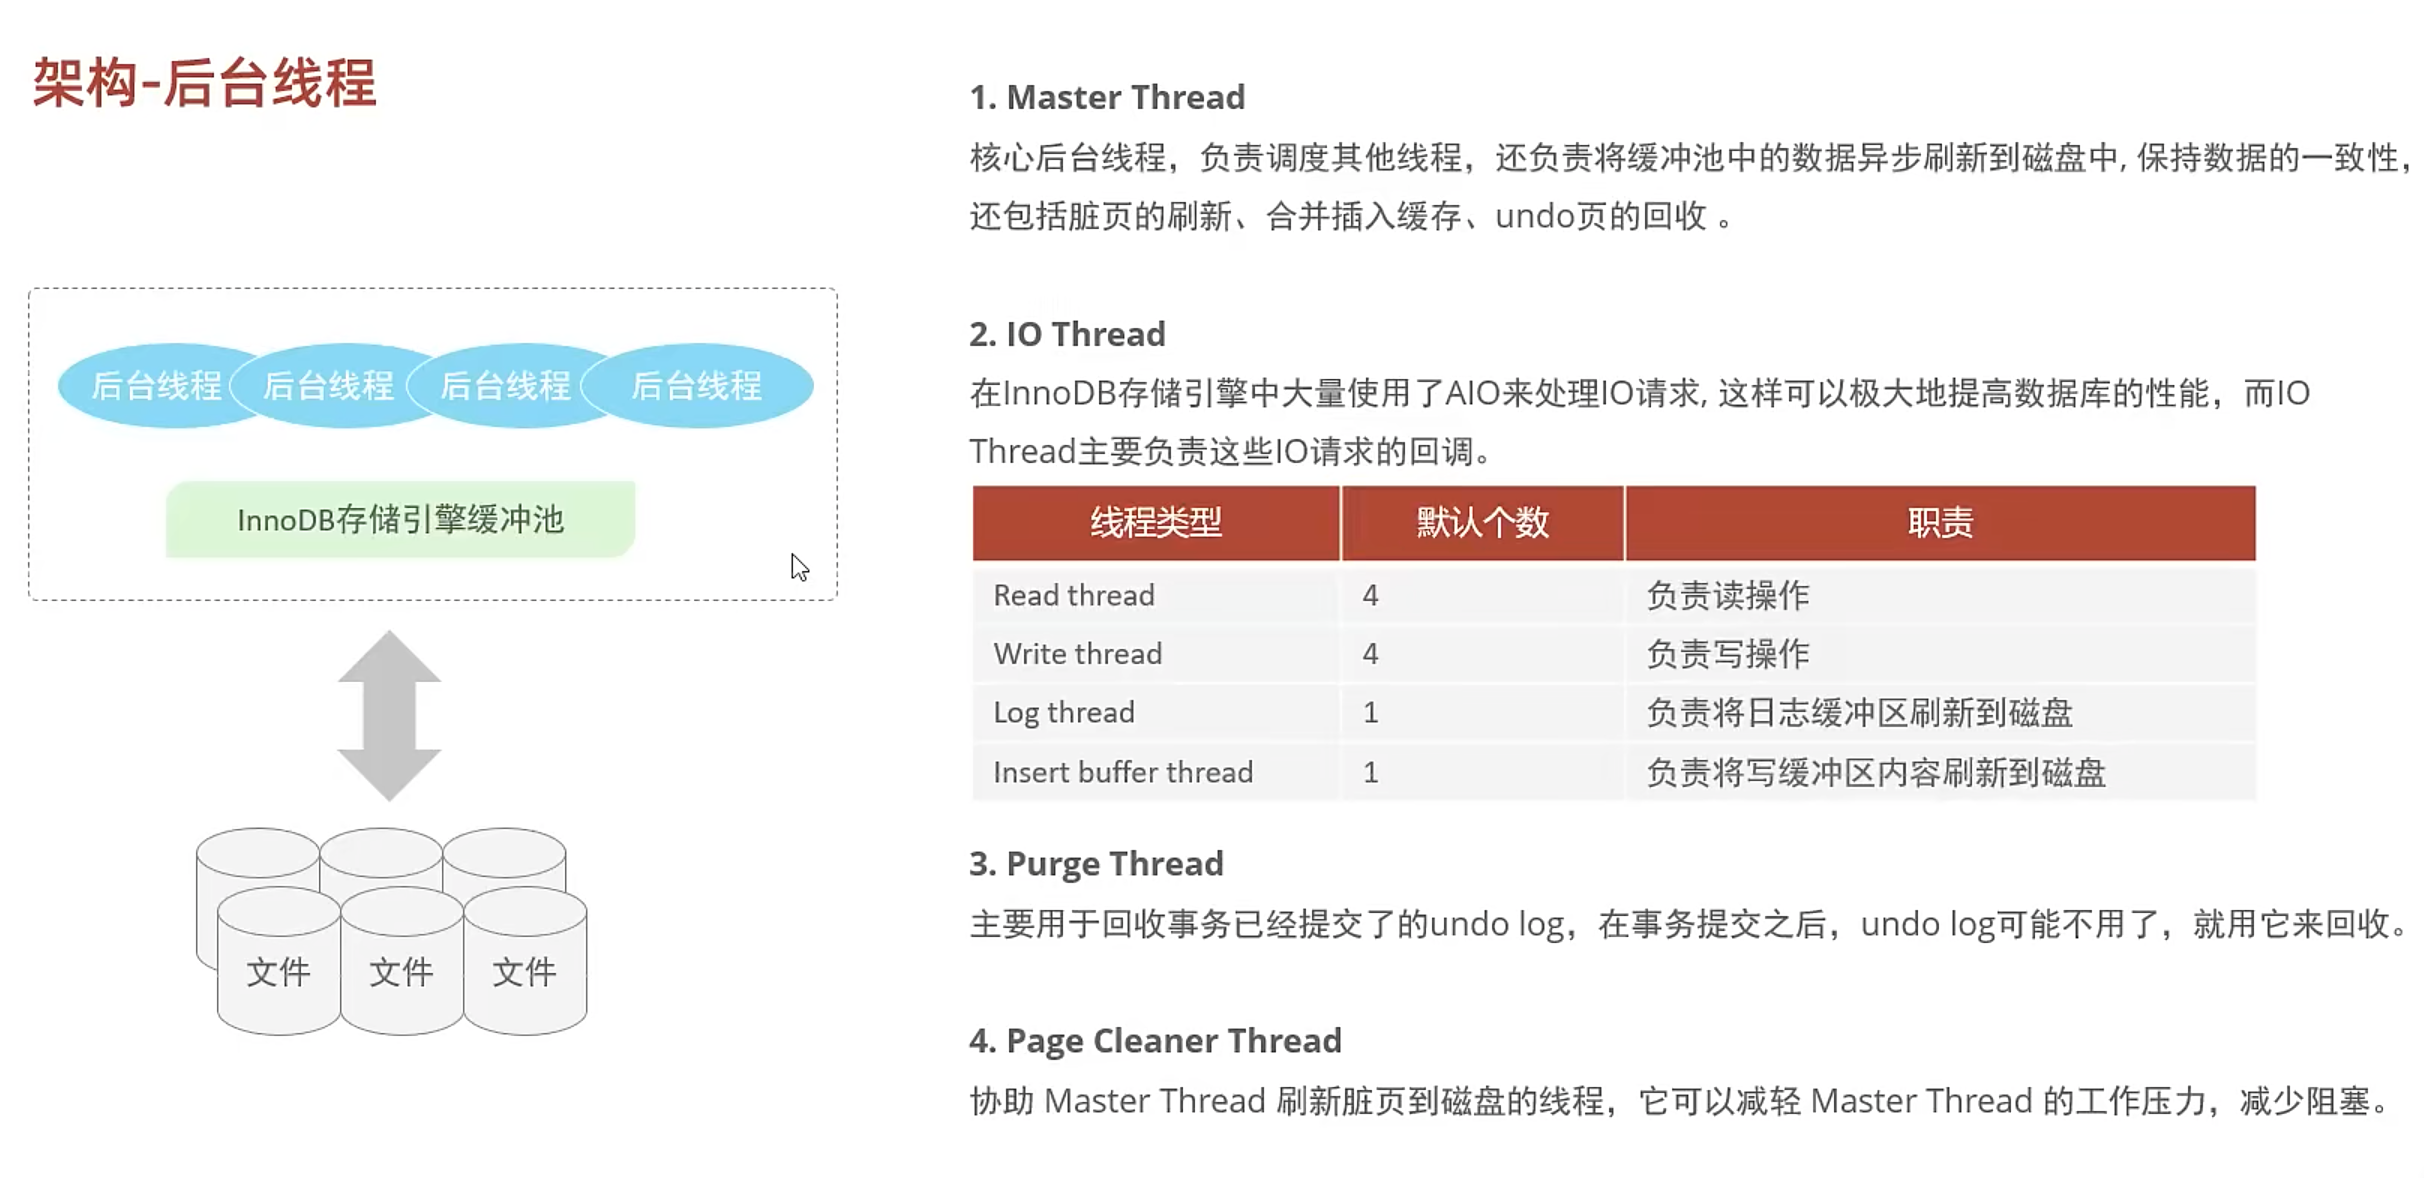 架构-后台线程
后台线程 后台线程 后台线程 后台线程
InnoDB存储引擎缓冲池
文件 文件 文件
1. Master Thread
核心后台线程，负责调度其他线程，还负责将缓冲池中的数据异步刷新到磁盘中, 保持数据的一致性，
还包括脏页的刷新、合并插入缓存、undo页的回收 。
2. IO Thread
在InnoDB存储引擎中大量使用了AIO来处理IO请求, 这样可以极大地提高数据库的性能，而IO
Thread主要负责这些IO请求的回调。
线程类型 默认个数 职责
Read thread 4 负责读操作
Write thread 4 负责写操作
Log thread 1 负责将日志缓冲区刷新到磁盘
Insert buffer thread 1 负责将写缓冲区内容刷新到磁盘
3. Purge Thread
主要用于回收事务已经提交了的undo log，在事务提交之后，undo log可能不用了，就用它来回收。
4. Page Cleaner Thread
协助 Master Thread 刷新脏页到磁盘的线程，它可以减轻 Master Thread 的工作压力，减少阻塞。